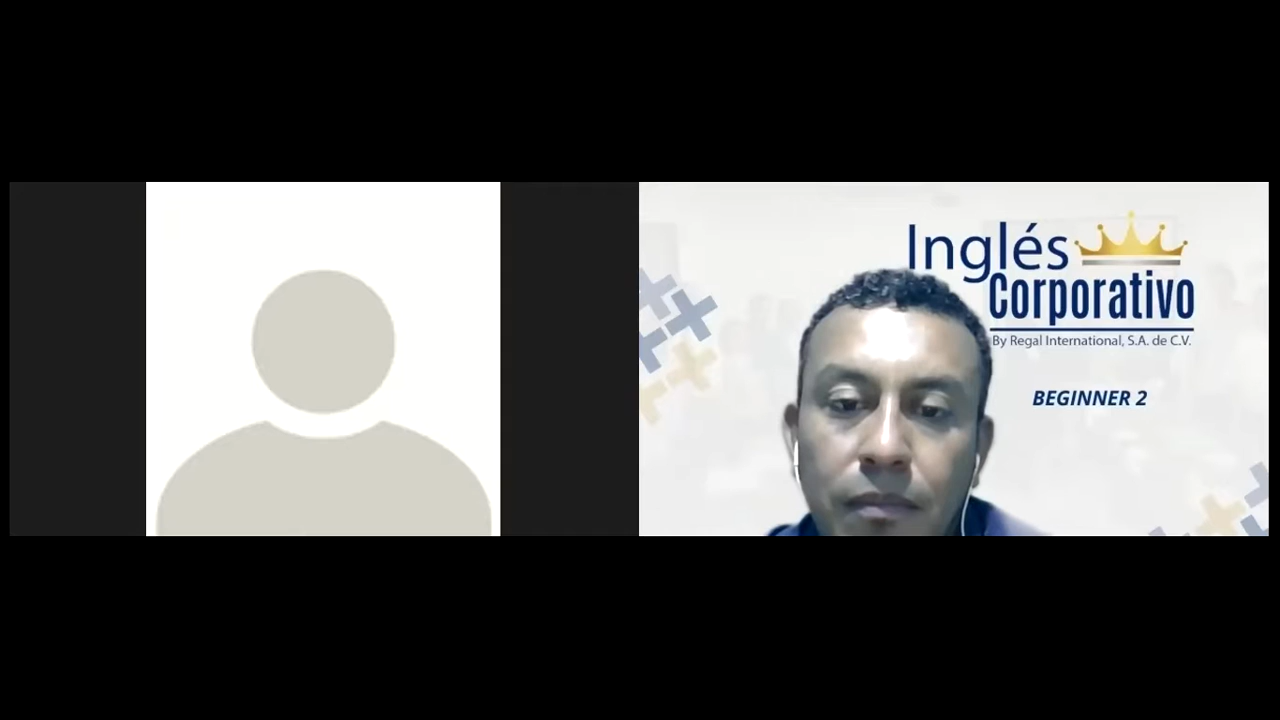 Inglés
Corporativo
By Regal International, S.A. de C.V.
BEGINNER 2